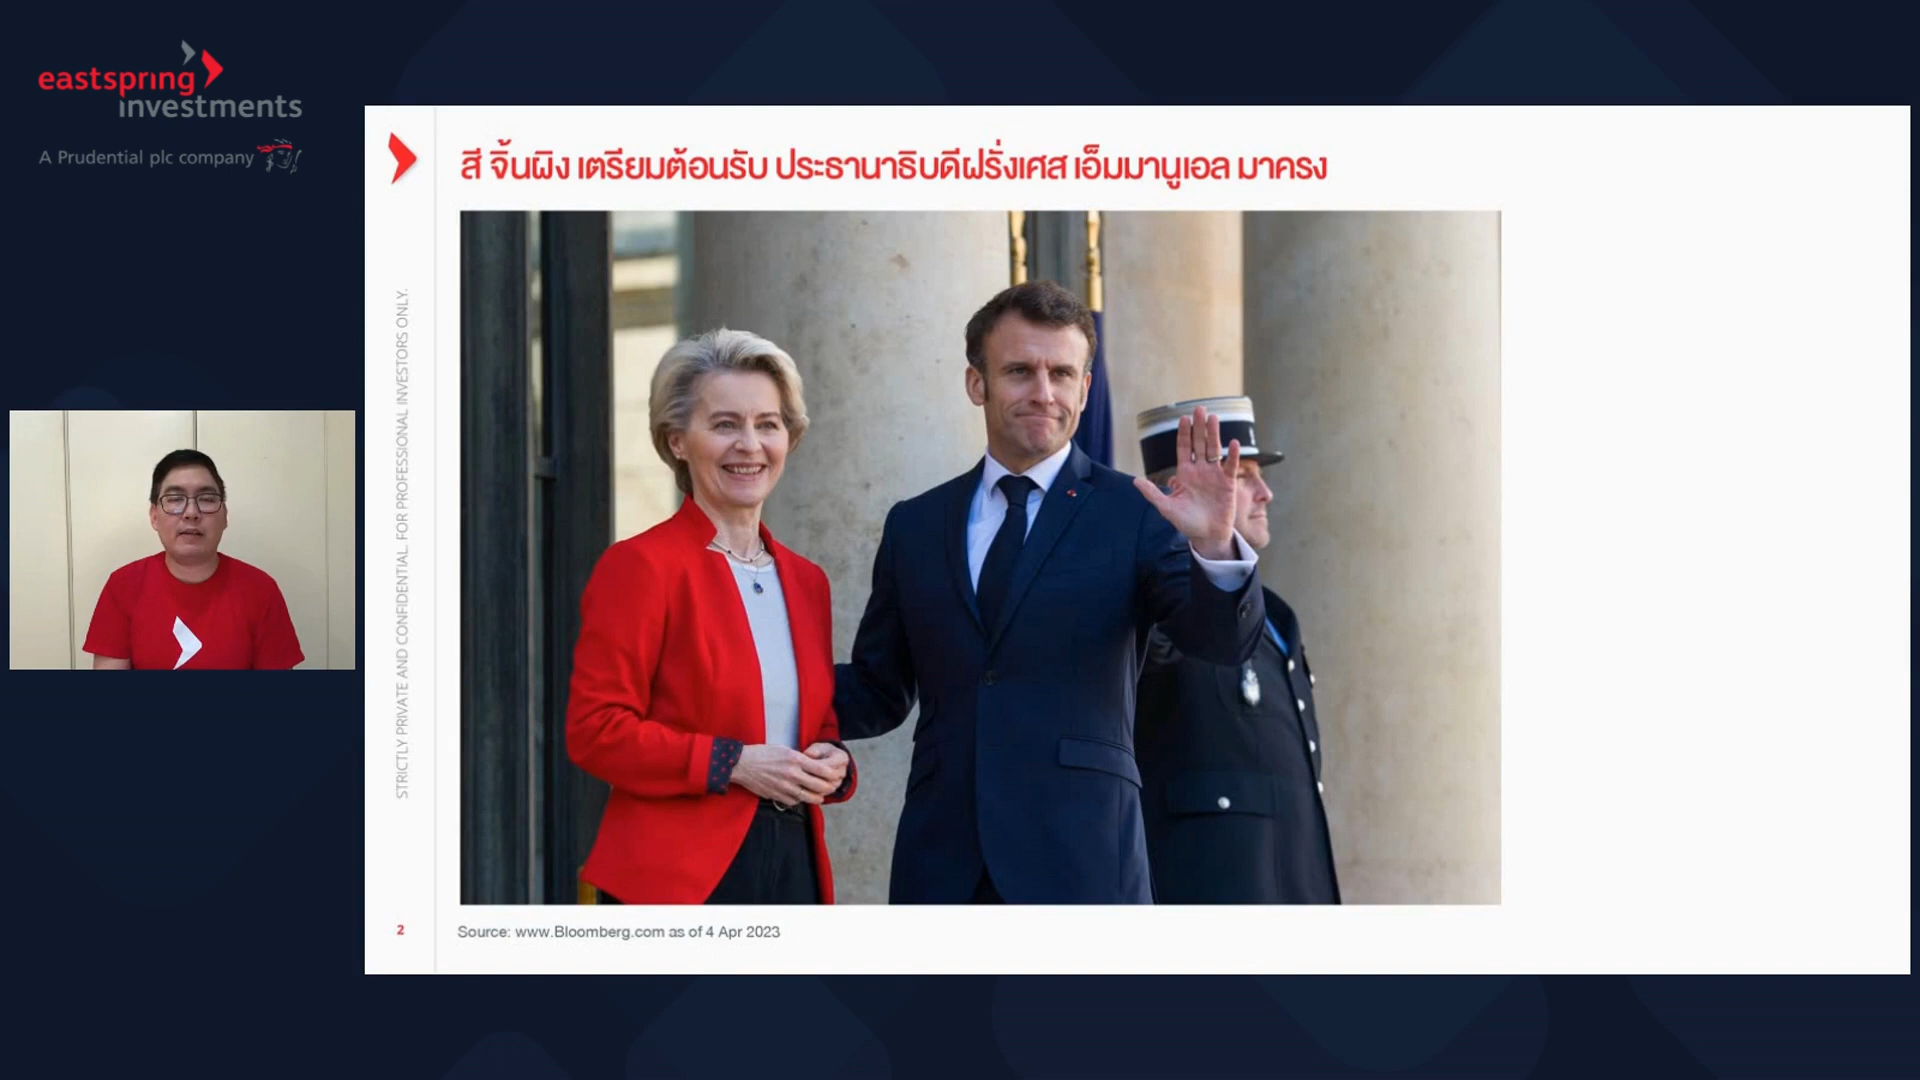 eastspring
investments
A Prudential plc company
สี จิ้นผิง เตรียมต้อนรับ ประธานาธิบดีฝรั่งเศส เอ็มมานูเอล มาครง
STRICTLY PRIVATE AND CONFIDENTIAL. FOR PROFESSIONAL INVESTORS ONLY.
2
Source: www.Bloomberg.com as of 4 Apr 2023